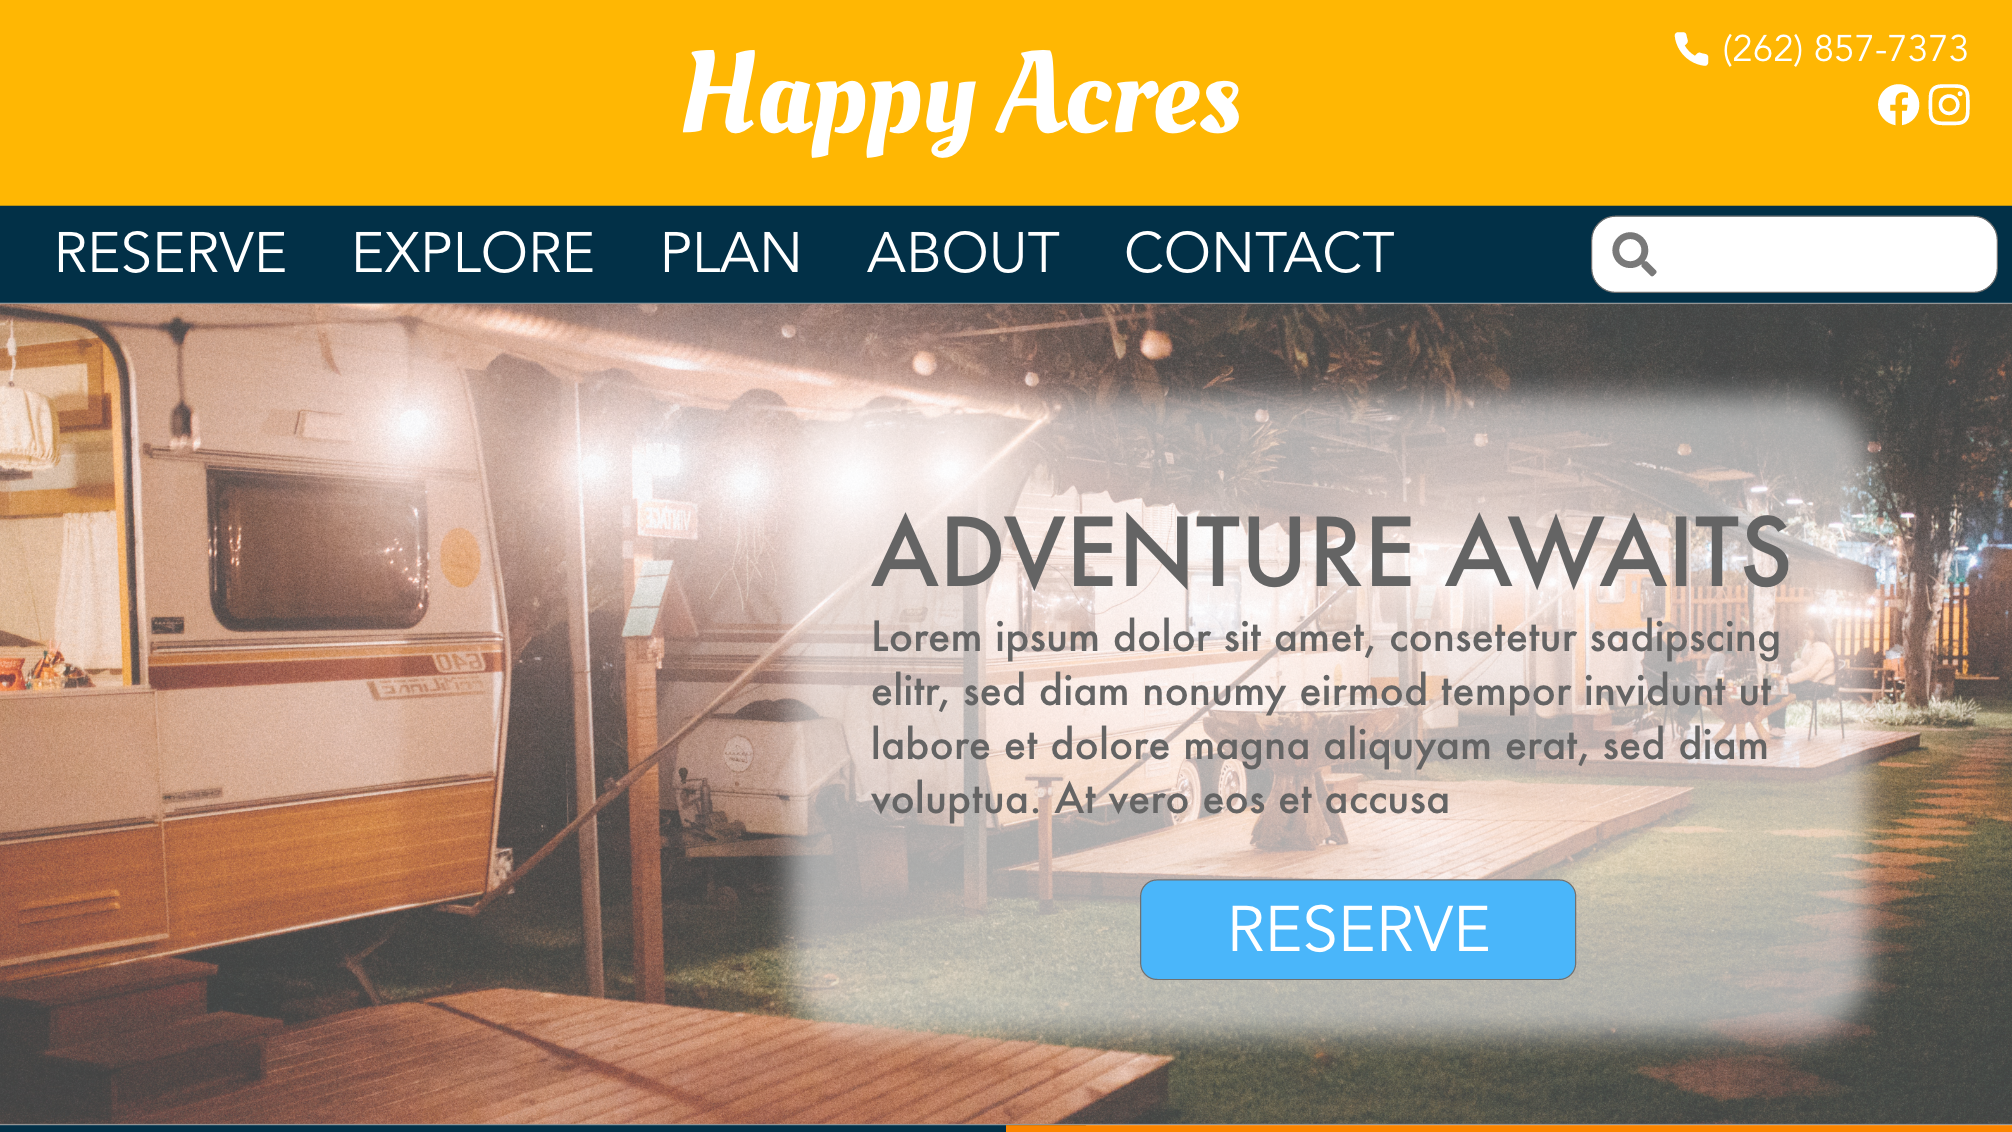 Happy Acres
(262) 857-7373
RESERVE EXPLORE PLAN ABOUT CONTACT
ADVENTURE AWAITS
Lorem ipsum dolor sit amet, consetetur sadipscing
elitr, sed diam nonumy eirmod tempor invidunt ut
labore et dolore magna aliquyam erat, sed diam
voluptua. At vero eos et accusa
RESERVE
640
VINTAGE